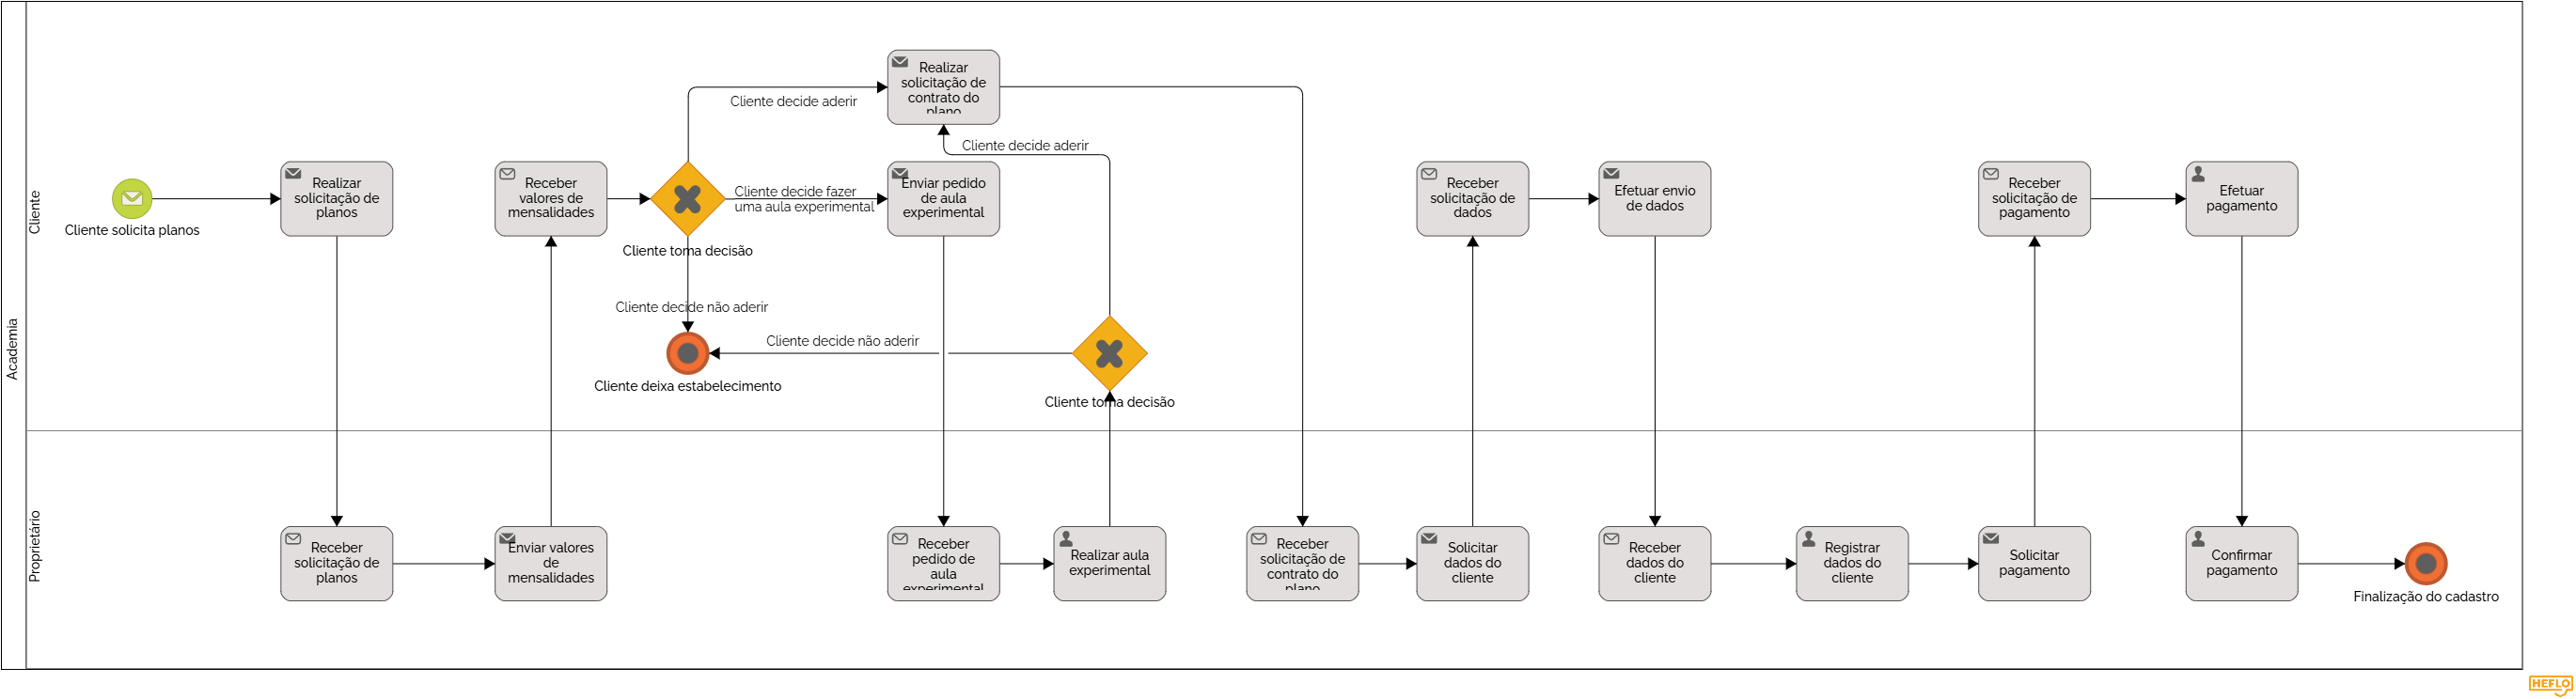 Academia
Cliente
Proprietário
Cliente solicita planos
Realizar
solicitação de
planos
Receber
valores de
mensalidades
Cliente toma decisão
Cliente decide aderir
Cliente decide fazer
uma aula experimental
Cliente decide não aderir
Cliente deixa estabelecimento
Realizar
solicitação de
contrato do
plano
Cliente decide aderir
Enviar pedido
de aula
experimental
Cliente decide não aderir
Cliente toma decisão
Receber
solicitação de
dados
Efetuar envio
de dados
Receber
solicitação de
pagamento
Efetuar
pagamento
Receber
solicitação de
planos
Enviar valores
de
mensalidades
Receber
pedido de
aula
experimental
Realizar aula
experimental
Receber
solicitação de
contrato do
plano
Solicitar
dados do
cliente
Receber
dados do
cliente
Registrar
dados do
cliente
Solicitar
pagamento
Confirmar
pagamento
Finalização do cadastro
HEFLO